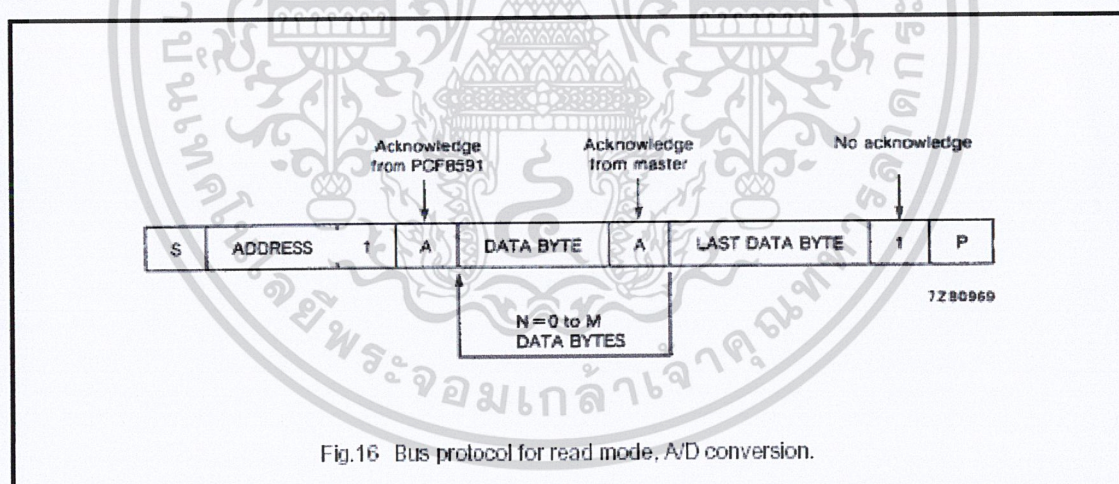 Acknowledge
from PCF8591
Acknowledge
from master
No acknowledge
S ADDRESS 1 A DATA BYTE A LAST DATA BYTE 1 P
7Z80969
N=0 to M
DATA BYTES
Fig.16 Bus protocol for read mode, A/D conversion.